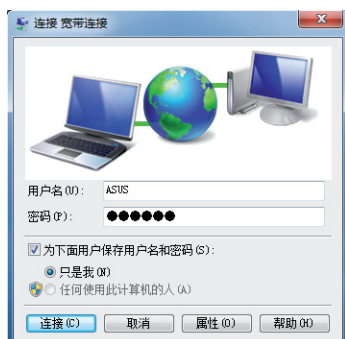 连接 宽带连接
用户名(U): ASUS
密码(P): ●●●●●●
为下面用户保存用户名和密码(S):
只是我(N)
任何使用此计算机的人(A)
连接(C) 取消 属性(O) 帮助(H)